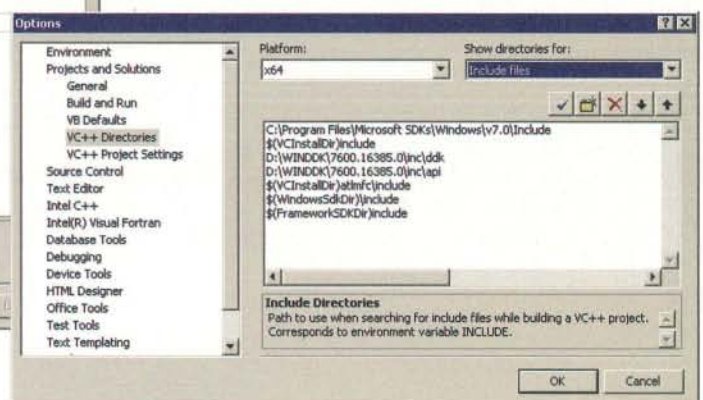 Options
Environment
Projects and Solutions
General
Build and Run
VB Defaults
VC++ Directories
VC++ Project Settings
Source Control
Text Editor
Intel C++
Intel(R) Visual Fortran
Database Tools
Debugging
Device Tools
HTML Designer
Office Tools
Test Tools
Text Templating
Platform:
x64
Show directories for:
Include files
C:\Program Files\Microsoft SDKs\Windows\v7.0\Include
$(VCInstallDir)include
D:\WINDDK\7600.16385.0\inc\ddk
D:\WINDDK\7600.16385.0\inc\api
$(VCInstallDir)atlmfc\include
$(WindowsSdkDir)\include
$(FrameworkSDKDir)include
Include Directories
Path to use when searching for include files while building a VC++ project.
Corresponds to environment variable INCLUDE.
OK
Cancel